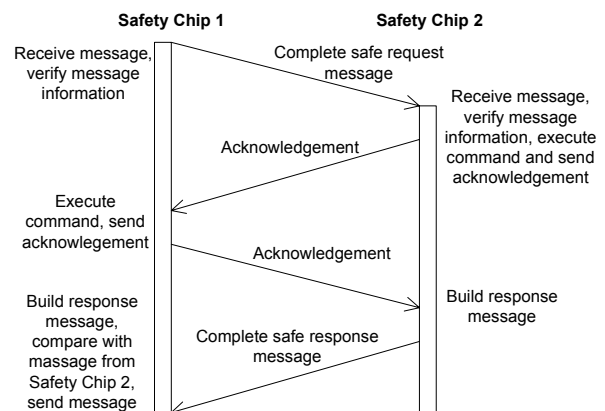 Safety Chip 1
Safety Chip 2
Receive message,
verify message
information
Complete safe request
message
Receive message,
verify message
information, execute
command and send
acknowledgement
Acknowledgement
Execute
command, send
acknowlegement
Acknowledgement
Build response
message,
compare with
massage from
Safety Chip 2,
send message
Build response
message
Complete safe response
message